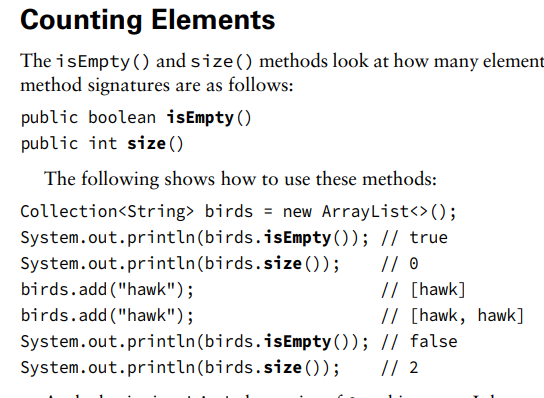 Counting Elements
The isEmpty() and size() methods look at how many element
method signatures are as follows:
public boolean isEmpty()
public int size()
The following shows how to use these methods:
Collection<String> birds = new ArrayList<>();
System.out.println(birds.isEmpty()); // true
System.out.println(birds.size());    // 0
birds.add("hawk");                   // [hawk]
birds.add("hawk");                   // [hawk, hawk]
System.out.println(birds.isEmpty()); // false
System.out.println(birds.size());    // 2